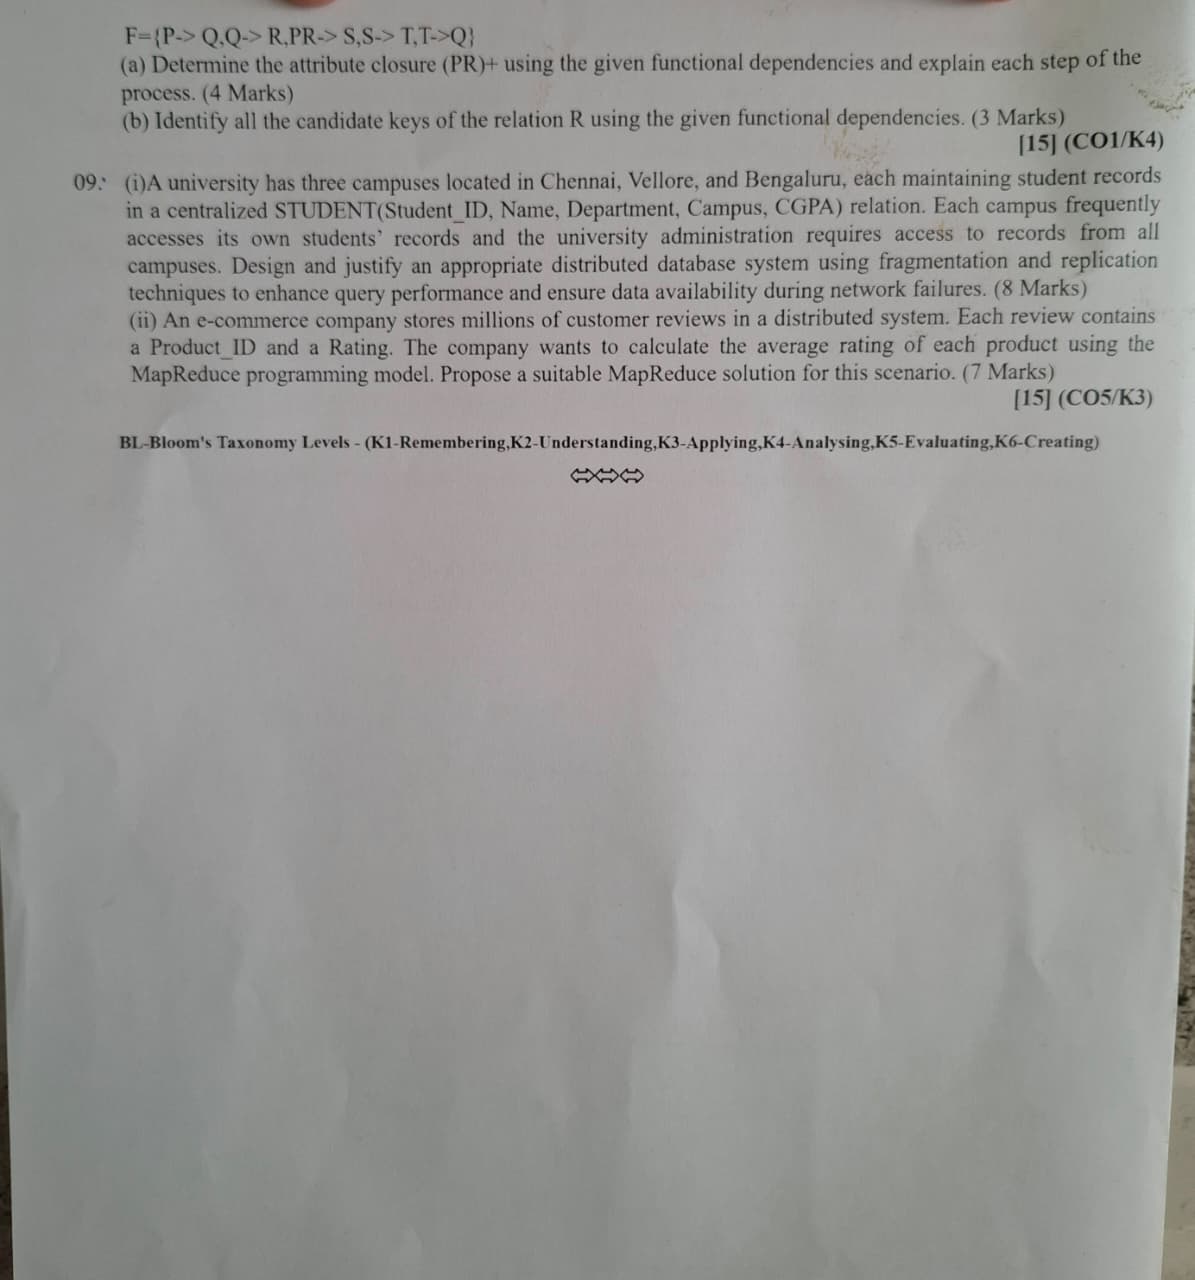 F={P-> Q,Q-> R,PR-> S,S-> T,T->Q}
(a) Determine the attribute closure (PR)+ using the given functional dependencies and explain each step of the
process. (4 Marks)
(b) Identify all the candidate keys of the relation R using the given functional dependencies. (3 Marks)
[15] (CO1/K4)
09. (i)A university has three campuses located in Chennai, Vellore, and Bengaluru, each maintaining student records
in a centralized STUDENT(Student_ID, Name, Department, Campus, CGPA) relation. Each campus frequently
accesses its own students' records and the university administration requires access to records from all
campuses. Design and justify an appropriate distributed database system using fragmentation and replication
techniques to enhance query performance and ensure data availability during network failures. (8 Marks)
(ii) An e-commerce company stores millions of customer reviews in a distributed system. Each review contains
a Product_ID and a Rating. The company wants to calculate the average rating of each product using the
MapReduce programming model. Propose a suitable MapReduce solution for this scenario. (7 Marks)
[15] (CO5/K3)
BL-Bloom's Taxonomy Levels - (K1-Remembering,K2-Understanding,K3-Applying,K4-Analysing,K5-Evaluating,K6-Creating)
⇔⇔⇔